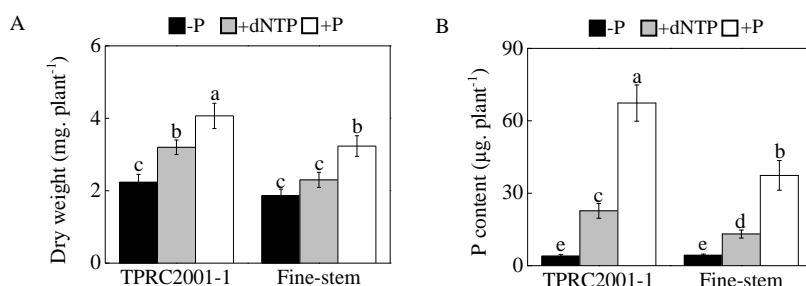 A
-P +dNTP +P
Dry weight (mg. plant⁻¹)
6
4
2
0
c
b
a
c
c
b
TPRC2001-1 Fine-stem
B
-P +dNTP +P
P content (µg. plant⁻¹)
90
60
30
0
e
c
a
e
d
b
TPRC2001-1 Fine-stem